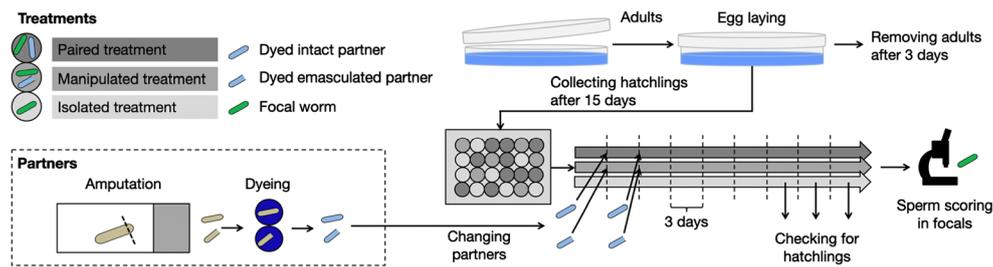 Treatments
Paired treatment
Manipulated treatment
Isolated treatment
Dyed intact partner
Dyed emasculated partner
Focal worm
Adults
Egg laying
Removing adults
after 3 days
Collecting hatchlings
after 15 days
Partners
Amputation
Dyeing
Changing
partners
3 days
Checking for
hatchlings
Sperm scoring
in focals